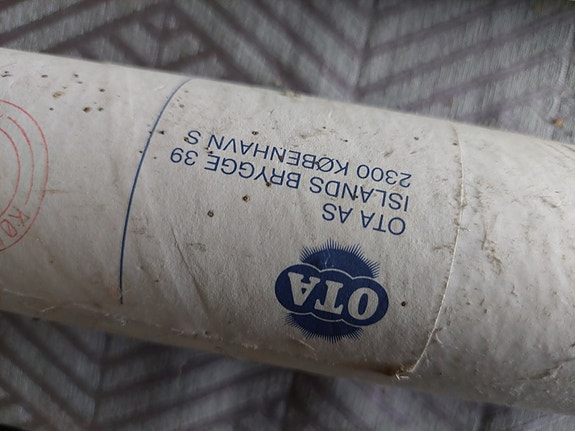 OTA
OTA AS
ISLANDS BRYGGE 39
2300 KØBENHAVN S